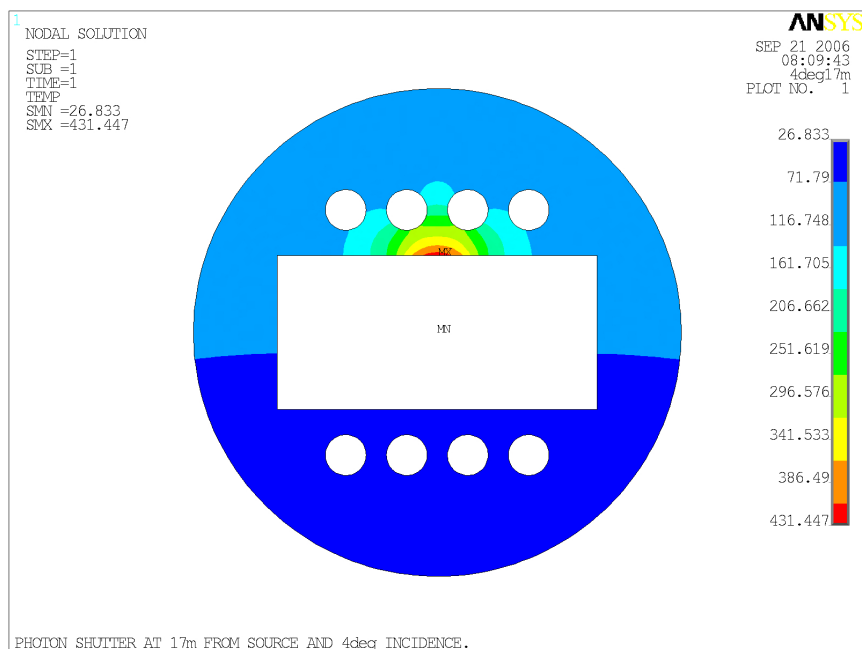 1
NODAL SOLUTION
STEP=1
SUB =1
TIME=1
TEMP
SMN =26.833
SMX =431.447
ANSYS
SEP 21 2006
08:09:43
4deg17m
PLOT NO. 1
26.833
71.79
116.748
161.705
206.662
251.619
296.576
341.533
386.49
431.447
MX
MN
PHOTON SHUTTER AT 17m FROM SOURCE AND 4deg INCIDENCE.